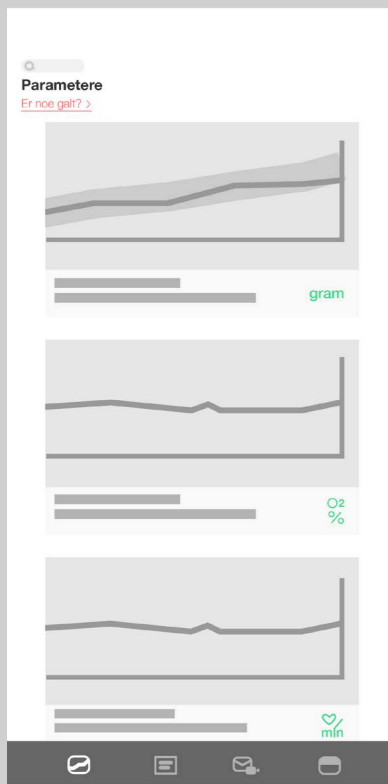 Parametere
Er noe galt? >
gram
O2
%
♡/
min